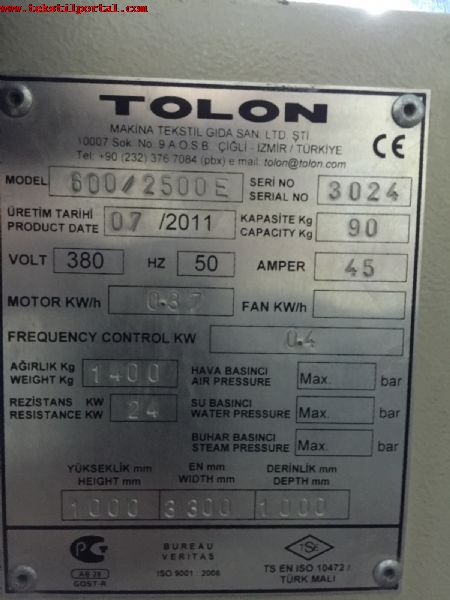 www.tekstilportal.com
TOLON
MAKİNA TEKSTIL GIDA SAN. LTD. ŞTİ.
10007 Sok. No. 9 A.O.S.B. ÇİĞLİ - IZMIR / TÜRKİYE
Tel: +90 (232) 376 7084 (pbx) e-mail: tolon@tolon.com
CE
MODEL 600/2500E SERI NO SERIAL NO 3024
ÜRETİM TARİHİ PRODUCT DATE 07 /2011 KAPASİTE Kg CAPACITY Kg 90
VOLT 380 HZ 50 AMPER 45
MOTOR KW/h 0.37 FAN KW/h
FREQUENCY CONTROL KW 0.4
AĞIRLIK Kg WEIGHT Kg 1400 HAVA BASINCI AIR PRESSURE Max. bar
REZİSTANS KW RESISTANCE KW 24 SU BASINCI WATER PRESSURE Max. bar
BUHAR BASINCI STEAM PRESSURE Max. bar
YÜKSEKLİK mm HEIGHT mm EN mm WIDTH mm DERİNLİK mm DEPTH mm
1000 3300 1000
PG BUREAU VERITAS TSE
AB 28 GOST-R ISO 9001 : 2008 TS EN ISO 10472 / TÜRK MALI